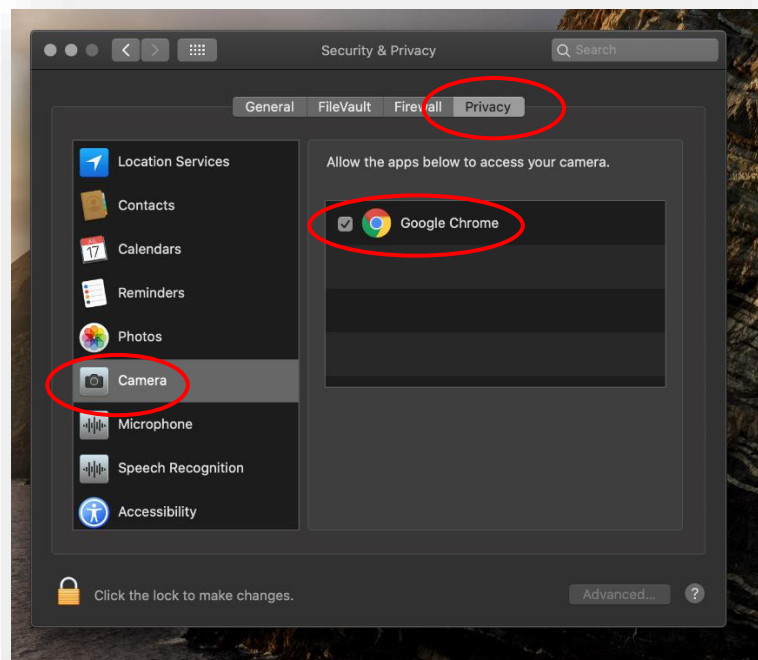 Security & Privacy
Search
General FileVault Firewall Privacy
Location Services
Contacts
JUL
17
Calendars
Reminders
Photos
Camera
Microphone
Speech Recognition
Accessibility
Allow the apps below to access your camera.
Google Chrome
Click the lock to make changes.
Advanced...
?